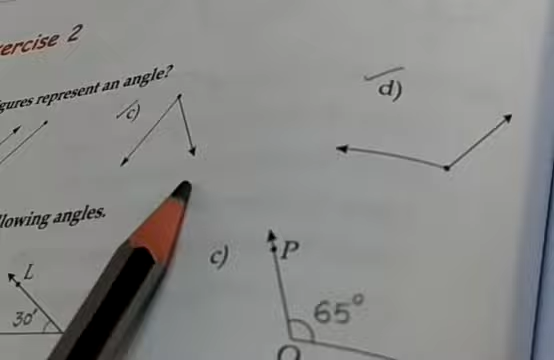 ercise 2
gures represent an angle?
c)
d)
llowing angles.
L
30°
c)
P
65°
O